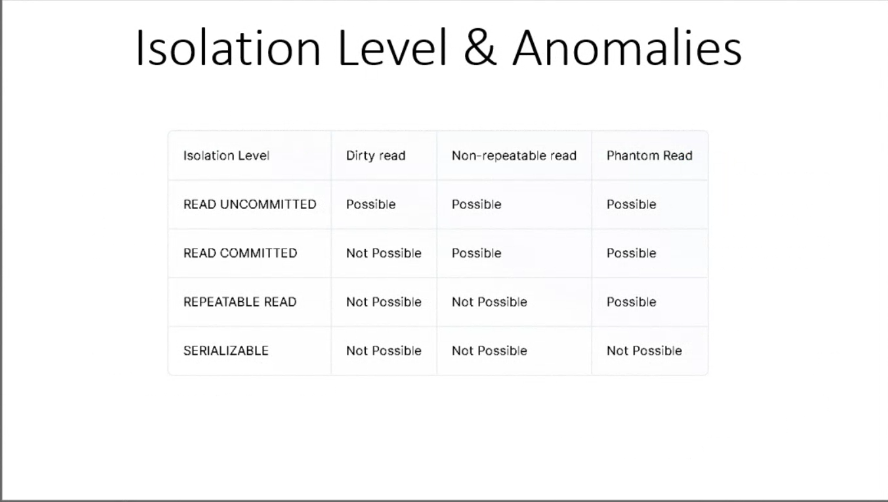 Isolation Level & Anomalies
Isolation Level Dirty read Non-repeatable read Phantom Read
READ UNCOMMITTED Possible Possible Possible
READ COMMITTED Not Possible Possible Possible
REPEATABLE READ Not Possible Not Possible Possible
SERIALIZABLE Not Possible Not Possible Not Possible